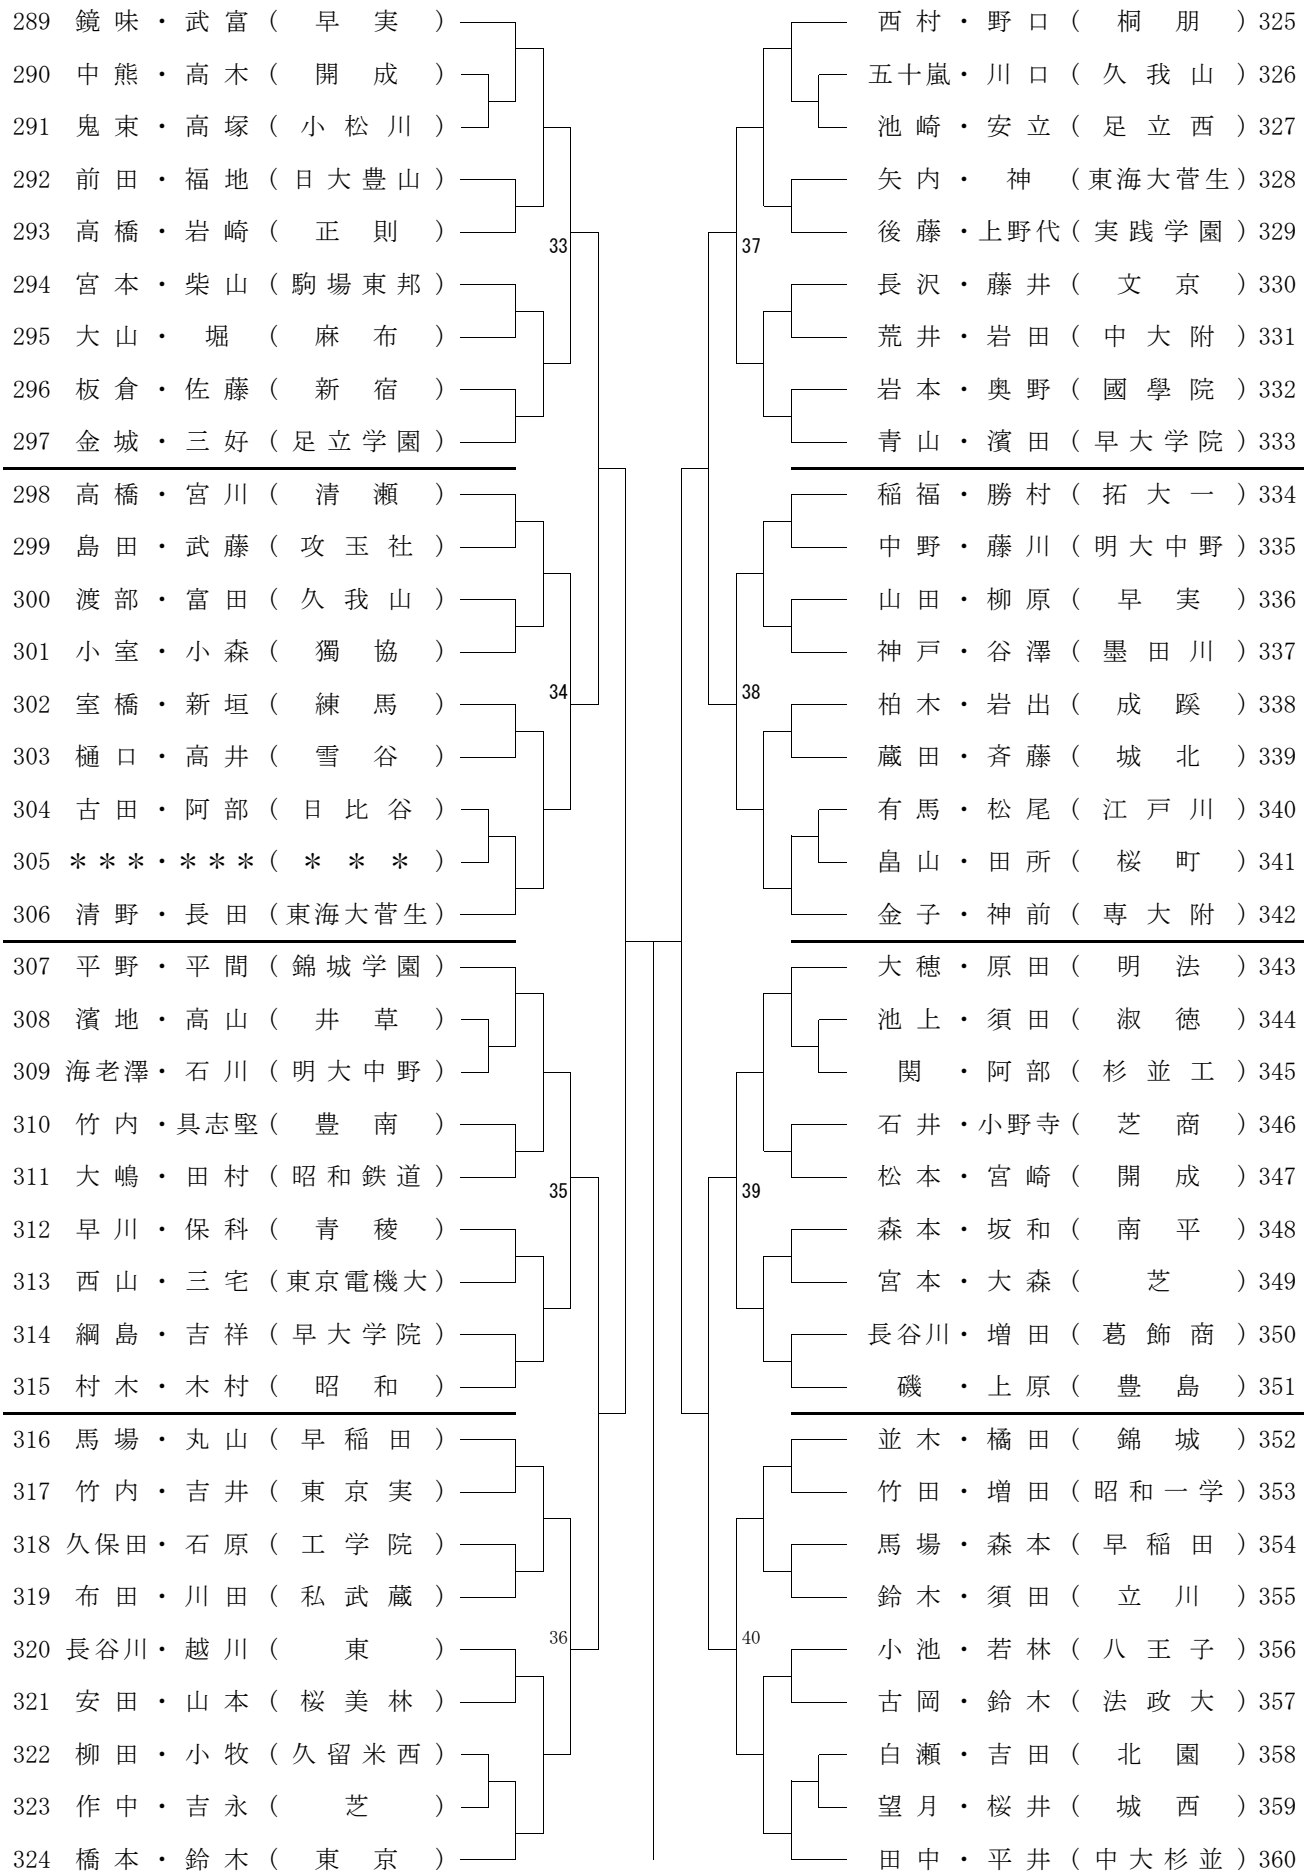 289 鏡味・武富(早実)
290 中熊・高木(開成)
291 鬼束・高塚(小松川)
292 前田・福地(日大豊山)
293 高橋・岩崎(正則)
33
294 宮本・柴山(駒場東邦)
295 大山・堀(麻布)
296 板倉・佐藤(新宿)
297 金城・三好(足立学園)
298 高橋・宮川(清瀬)
299 島田・武藤(攻玉社)
300 渡部・富田(久我山)
301 小室・小森(獨協)
34
302 室橋・新垣(練馬)
303 樋口・高井(雪谷)
304 古田・阿部(日比谷)
305 ***・***(***)
306 清野・長田(東海大菅生)
307 平野・平間(錦城学園)
308 濱地・高山(井草)
309 海老澤・石川(明大中野)
310 竹内・具志堅(豊南)
311 大嶋・田村(昭和鉄道)
35
312 早川・保科(青稜)
313 西山・三宅(東京電機大)
314 綱島・吉祥(早大学院)
315 村木・木村(昭和)
316 馬場・丸山(早稲田)
317 竹内・吉井(東京実)
318 久保田・石原(工学院)
319 布田・川田(私武蔵)
36
320 長谷川・越川(東)
321 安田・山本(桜美林)
322 柳田・小牧(久留米西)
323 作中・吉永(芝)
324 橋本・鈴木(東京)
西村・野口(桐朋)325
五十嵐・川口(久我山)326
池崎・安立(足立西)327
矢内・神(東海大菅生)328
後藤・上野代(実践学園)329
37
長沢・藤井(文京)330
荒井・岩田(中大附)331
岩本・奥野(國學院)332
青山・濱田(早大学院)333
稲福・勝村(拓大一)334
中野・藤川(明大中野)335
山田・柳原(早実)336
神戸・谷澤(墨田川)337
38
柏木・岩出(成蹊)338
蔵田・斉藤(城北)339
有馬・松尾(江戸川)340
畠山・田所(桜町)341
金子・神前(専大附)342
大穂・原田(明法)343
池上・須田(淑徳)344
関・阿部(杉並工)345
石井・小野寺(芝商)346
松本・宮崎(開成)347
39
森本・坂和(南平)348
宮本・大森(芝)349
長谷川・増田(葛飾商)350
磯・上原(豊島)351
並木・橘田(錦城)352
竹田・増田(昭和一学)353
馬場・森本(早稲田)354
鈴木・須田(立川)355
40
小池・若林(八王子)356
古岡・鈴木(法政大)357
白瀬・吉田(北園)358
望月・桜井(城西)359
田中・平井(中大杉並)360